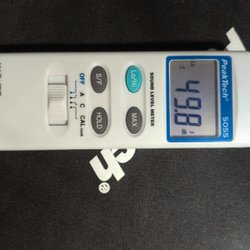 PeakTech® 5055
49.8
SOUND LEVEL METER
Lo/Hi
MAX
S/F
HOLD
OFF
A
C
CAL